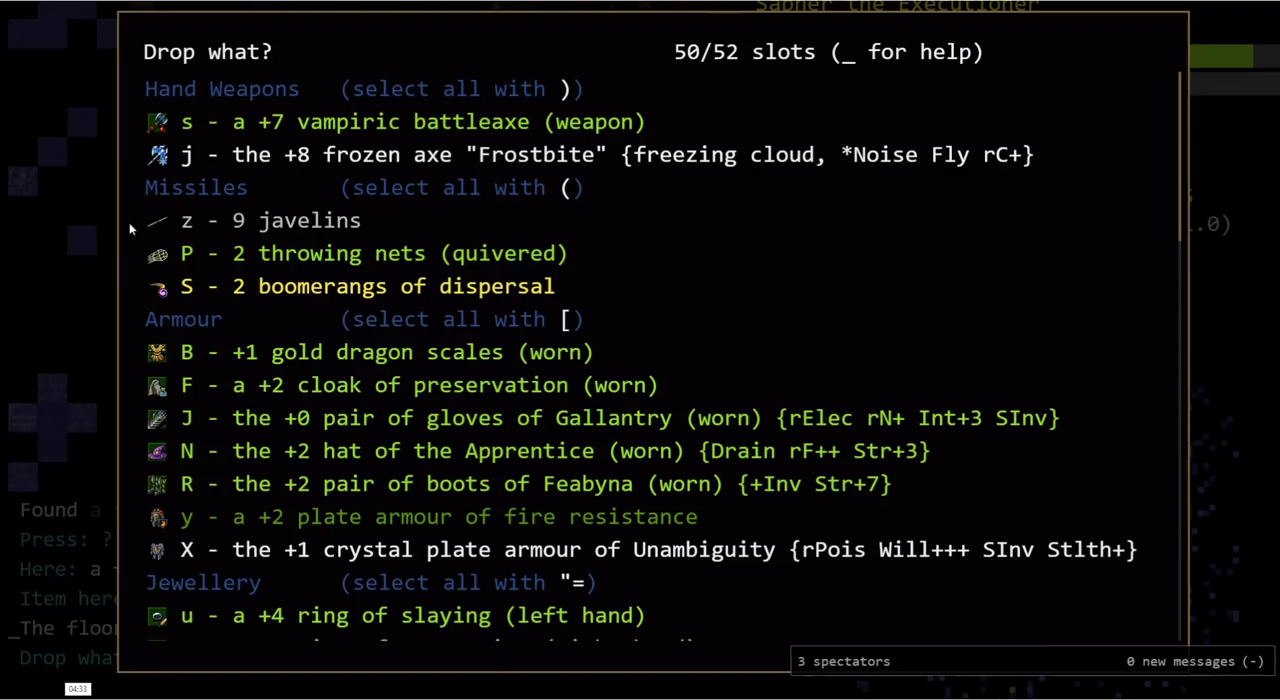 Sabher the Executioner
Drop what? 50/52 slots (_ for help)
Hand Weapons (select all with ))
s - a +7 vampiric battleaxe (weapon)
j - the +8 frozen axe "Frostbite" {freezing cloud, *Noise Fly rC+}
Missiles (select all with ()
z - 9 javelins
.0)
P - 2 throwing nets (quivered)
S - 2 boomerangs of dispersal
Armour (select all with [)
B - +1 gold dragon scales (worn)
F - a +2 cloak of preservation (worn)
J - the +0 pair of gloves of Gallantry (worn) {rElec rN+ Int+3 SInv}
N - the +2 hat of the Apprentice (worn) {Drain rF++ Str+3}
R - the +2 pair of boots of Feabyna (worn) {+Inv Str+7}
Found a
y - a +2 plate armour of fire resistance
Press: ?
X - the +1 crystal plate armour of Unambiguity {rPois Will+++ SInv Stlth+}
Here: a
Jewellery (select all with "=)
Item here
u - a +4 ring of slaying (left hand)
_The floo
Drop wha
3 spectators 0 new messages (-)
04:33